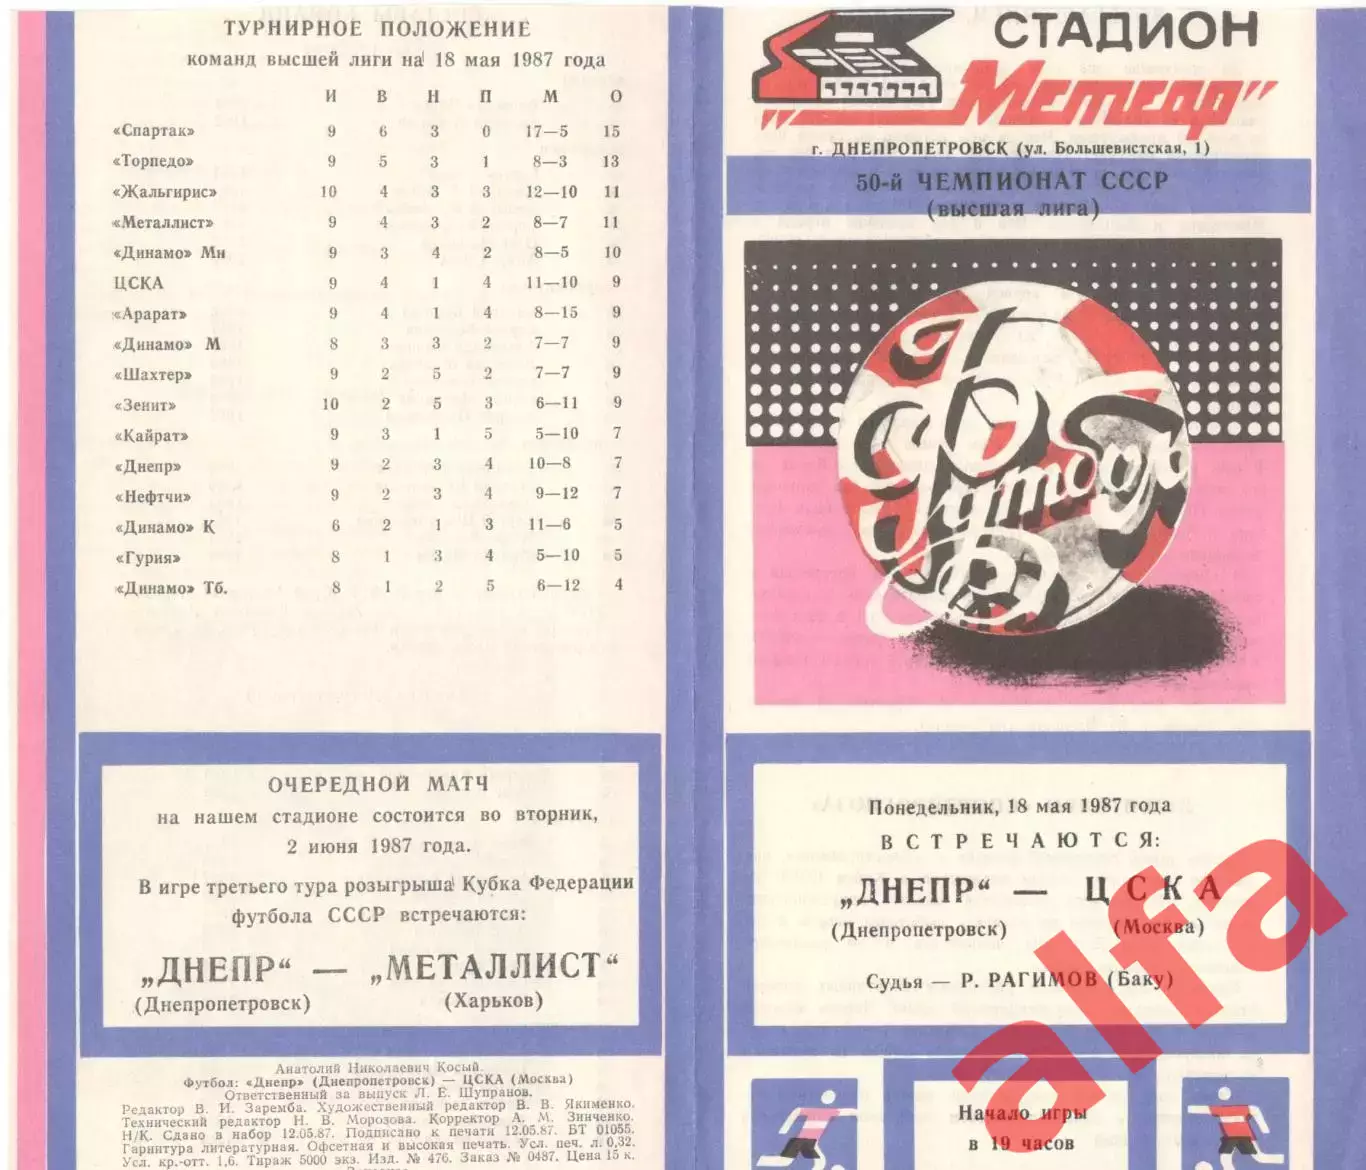 ТУРНИРНОЕ ПОЛОЖЕНИЕ
команд высшей лиги на 18 мая 1987 года
И В Н П М О
«Спартак» 9 6 3 0 17—5 15
«Торпедо» 9 5 3 1 8—3 13
«Жальгирис» 10 4 3 3 12—10 11
«Металлист» 9 4 3 2 8—7 11
«Динамо» Мн 9 3 4 2 8—5 10
ЦСКА 9 4 1 4 11—10 9
«Арарат» 9 4 1 4 8—15 9
«Динамо» М 8 3 3 2 7—7 9
«Шахтер» 9 2 5 2 7—7 9
«Зенит» 10 2 5 3 6—11 9
«Кайрат» 9 3 1 5 5—10 7
«Днепр» 9 2 3 4 10—8 7
«Нефтчи» 9 2 3 4 9—12 7
«Динамо» К 6 2 1 3 11—6 5
«Гурия» 8 1 3 4 5—10 5
«Динамо» Тб. 8 1 2 5 6—12 4
ОЧЕРЕДНОЙ МАТЧ
на нашем стадионе состоится во вторник,
2 июня 1987 года.
В игре третьего тура розыгрыша Кубка Федерации
футбола СССР встречаются:
„ДНЕПР“ — „МЕТАЛЛИСТ“
(Днепропетровск) (Харьков)
Анатолий Николаевич Косый.
Футбол: «Днепр» (Днепропетровск) — ЦСКА (Москва)
Ответственный за выпуск Л. Е. Шупранов.
Редактор В. И. Заремба. Художественный редактор В. В. Якименко.
Технический редактор Н. В. Морозова. Корректор А. М. Зинченко.
Н/К. Сдано в набор 12.05.87. Подписано к печати 12.05.87. БТ 01055.
Гарнитура литературная. Офсетная и высокая печать. Усл. печ. л. 0,32.
Усл. кр.-отт. 1,6. Тираж 5000 экз. Изд. № 476. Заказ № 0487. Цена 15 к.
СТАДИОН
„Метеор“
г. ДНЕПРОПЕТРОВСК (ул. Большевистская, 1)
50-й ЧЕМПИОНАТ СССР
(высшая лига)
Футбол
Понедельник, 18 мая 1987 года
ВСТРЕЧАЮТСЯ:
„ДНЕПР“ — ЦСКА
(Днепропетровск) (Москва)
Судья — Р. РАГИМОВ (Баку)
Начало игры
в 19 часов
alfa